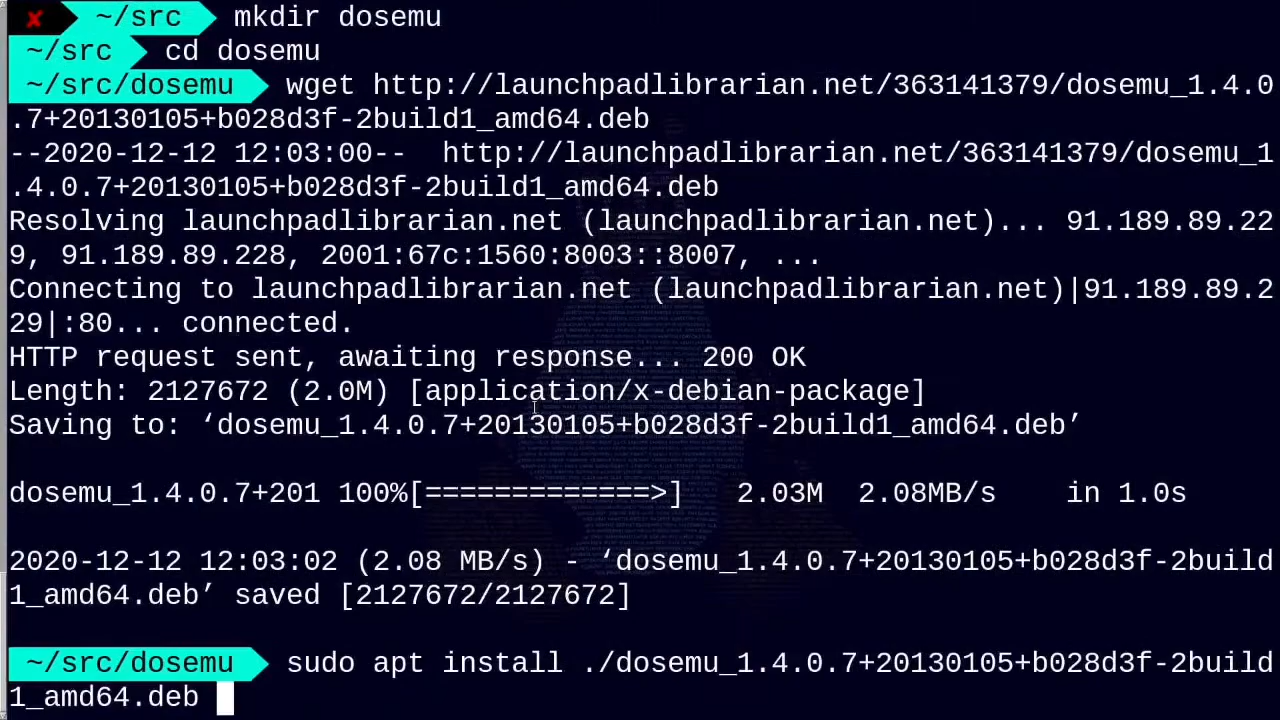 ✘ ~/src mkdir dosemu
~/src cd dosemu
~/src/dosemu wget http://launchpadlibrarian.net/363141379/dosemu_1.4.0
.7+20130105+b028d3f-2build1_amd64.deb
--2020-12-12 12:03:00-- http://launchpadlibrarian.net/363141379/dosemu_1
.4.0.7+20130105+b028d3f-2build1_amd64.deb
Resolving launchpadlibrarian.net (launchpadlibrarian.net)... 91.189.89.22
9, 91.189.89.228, 2001:67c:1560:8003::8007, ...
Connecting to launchpadlibrarian.net (launchpadlibrarian.net)|91.189.89.2
29|:80... connected.
HTTP request sent, awaiting response... 200 OK
Length: 2127672 (2.0M) [application/x-debian-package]
Saving to: ‘dosemu_1.4.0.7+20130105+b028d3f-2build1_amd64.deb’
dosemu_1.4.0.7+201 100%[=============>] 2.03M 2.08MB/s in 1.0s
2020-12-12 12:03:02 (2.08 MB/s) - ‘dosemu_1.4.0.7+20130105+b028d3f-2build
1_amd64.deb’ saved [2127672/2127672]
~/src/dosemu sudo apt install ./dosemu_1.4.0.7+20130105+b028d3f-2build
1_amd64.deb